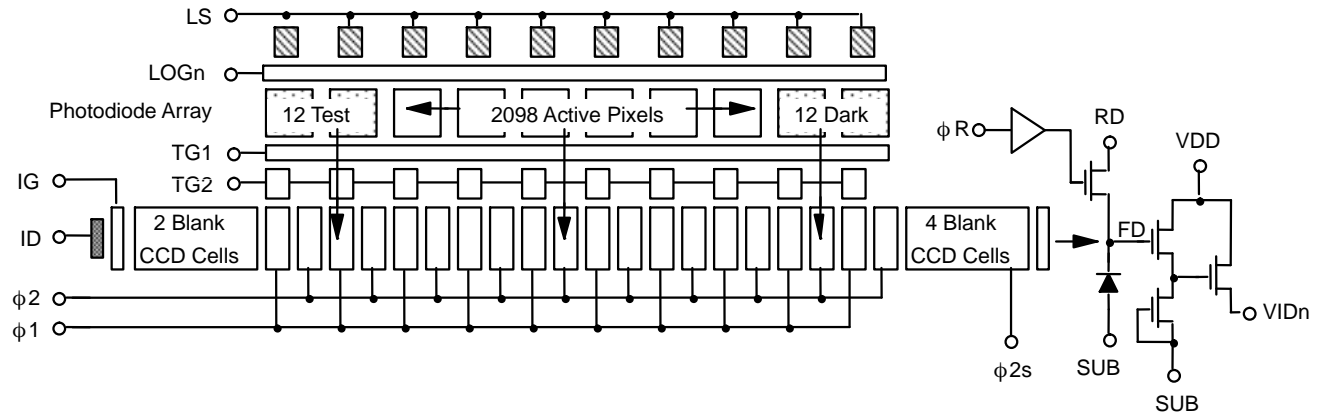 LS
LOGn
Photodiode Array
12 Test
2098 Active Pixels
12 Dark
TG1
TG2
IG
ID
2 Blank
CCD Cells
4 Blank
CCD Cells
ϕR
RD
VDD
FD
VIDn
ϕ2
ϕ1
ϕ2s
SUB
SUB